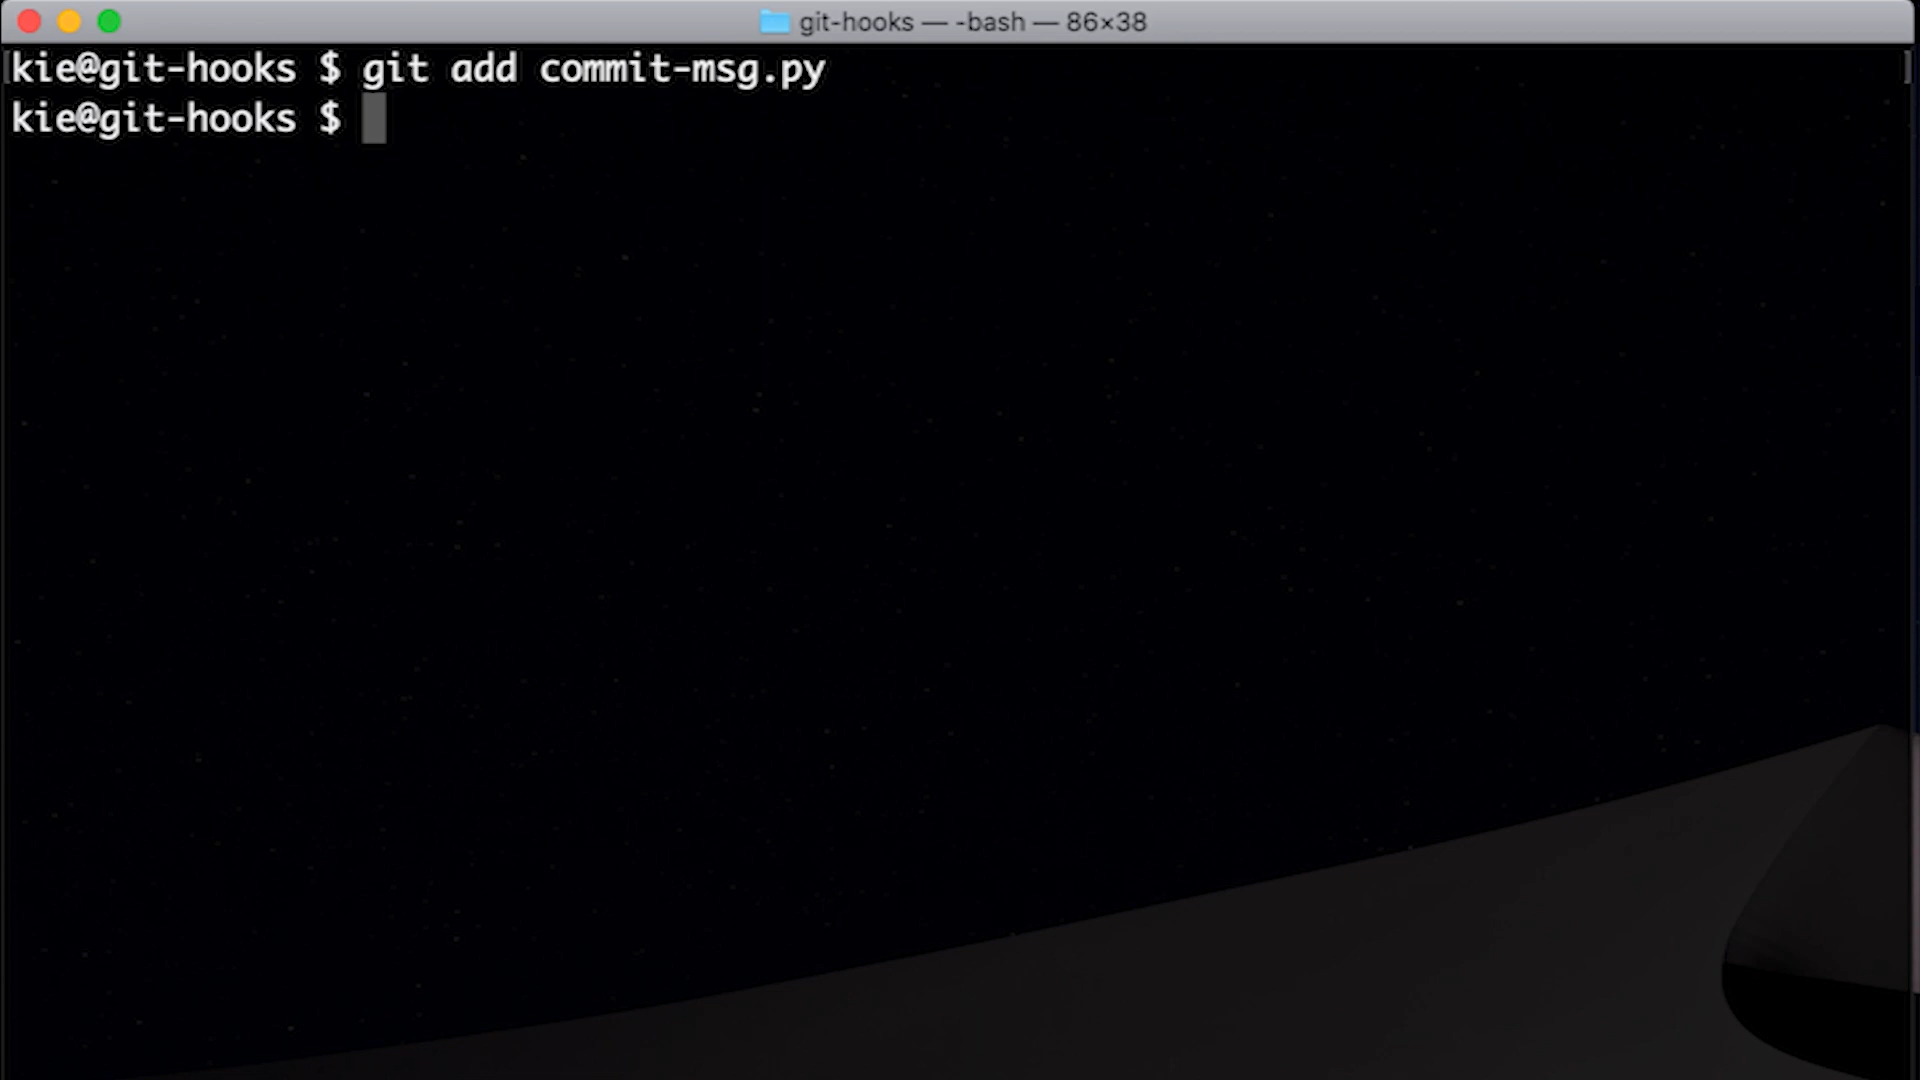 git-hooks — -bash — 86×38
kie@git-hooks $ git add commit-msg.py
kie@git-hooks $